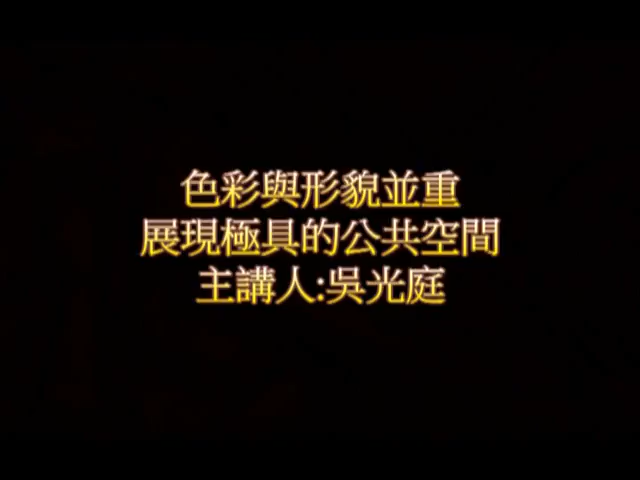 色彩與形貌並重
展現極具的公共空間
主講人:吳光庭